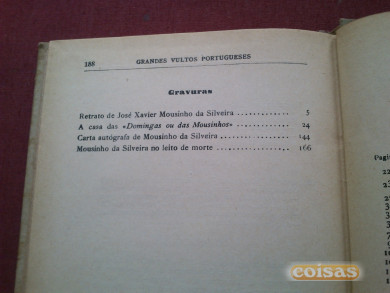 188 GRANDES VULTOS PORTUGUESES
Gravuras
Retrato de José Xavier Mousinho da Silveira ............ 5
A casa das «Domingas ou das Mousinhos» ............ 24
Carta autógrafa de Mousinho da Silveira ............ 144
Mousinho da Silveira no leito de morte ............ 166
coisas